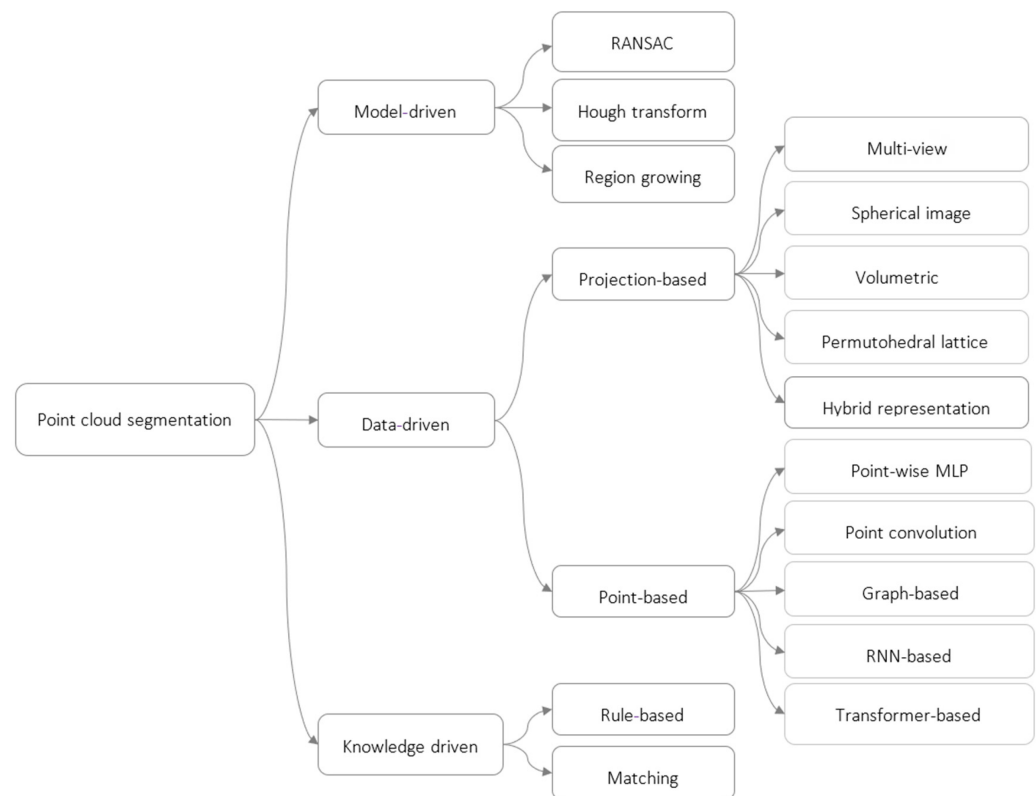 Point cloud segmentation
Model-driven
RANSAC
Hough transform
Region growing
Data-driven
Projection-based
Multi-view
Spherical image
Volumetric
Permutohedral lattice
Hybrid representation
Point-based
Point-wise MLP
Point convolution
Graph-based
RNN-based
Transformer-based
Knowledge driven
Rule-based
Matching